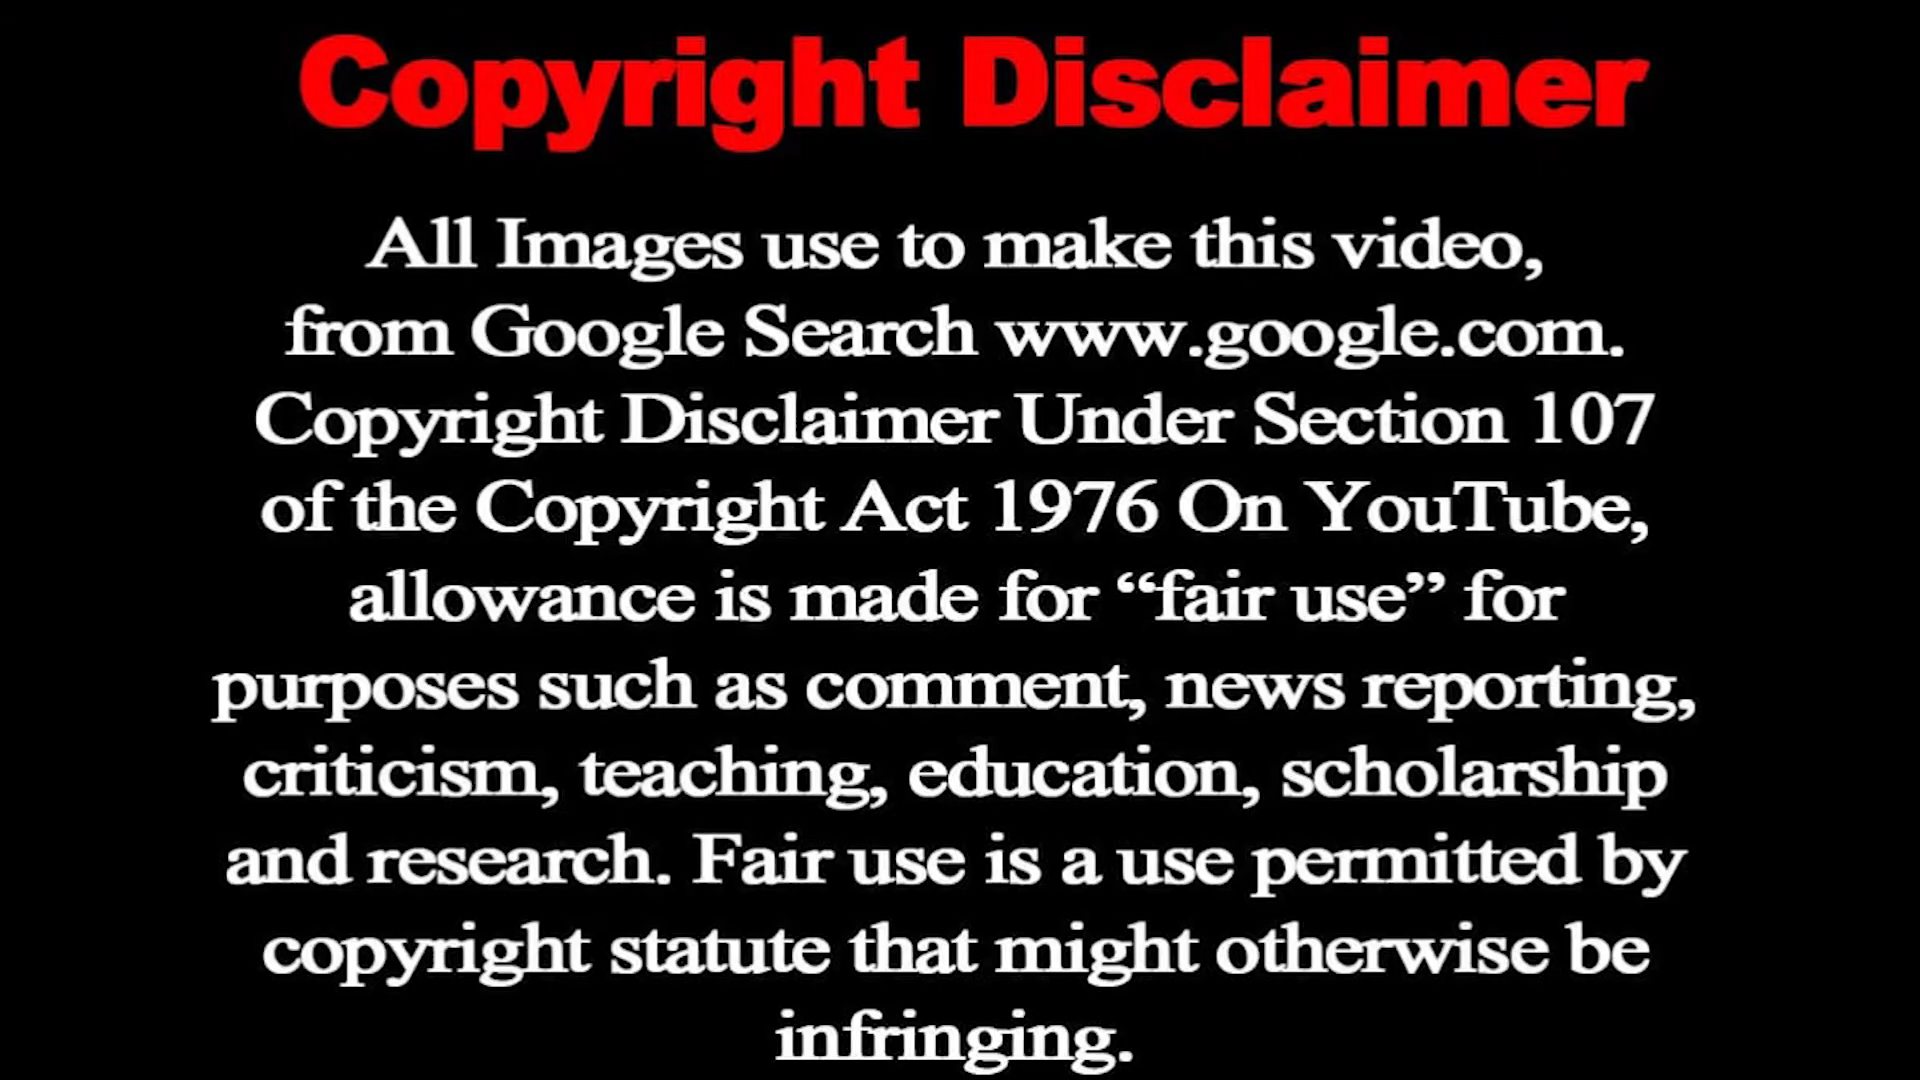 Copyright Disclaimer
All Images use to make this video,
from Google Search www.google.com.
Copyright Disclaimer Under Section 107
of the Copyright Act 1976 On YouTube,
allowance is made for “fair use” for
purposes such as comment, news reporting,
criticism, teaching, education, scholarship
and research. Fair use is a use permitted by
copyright statute that might otherwise be
infringing.